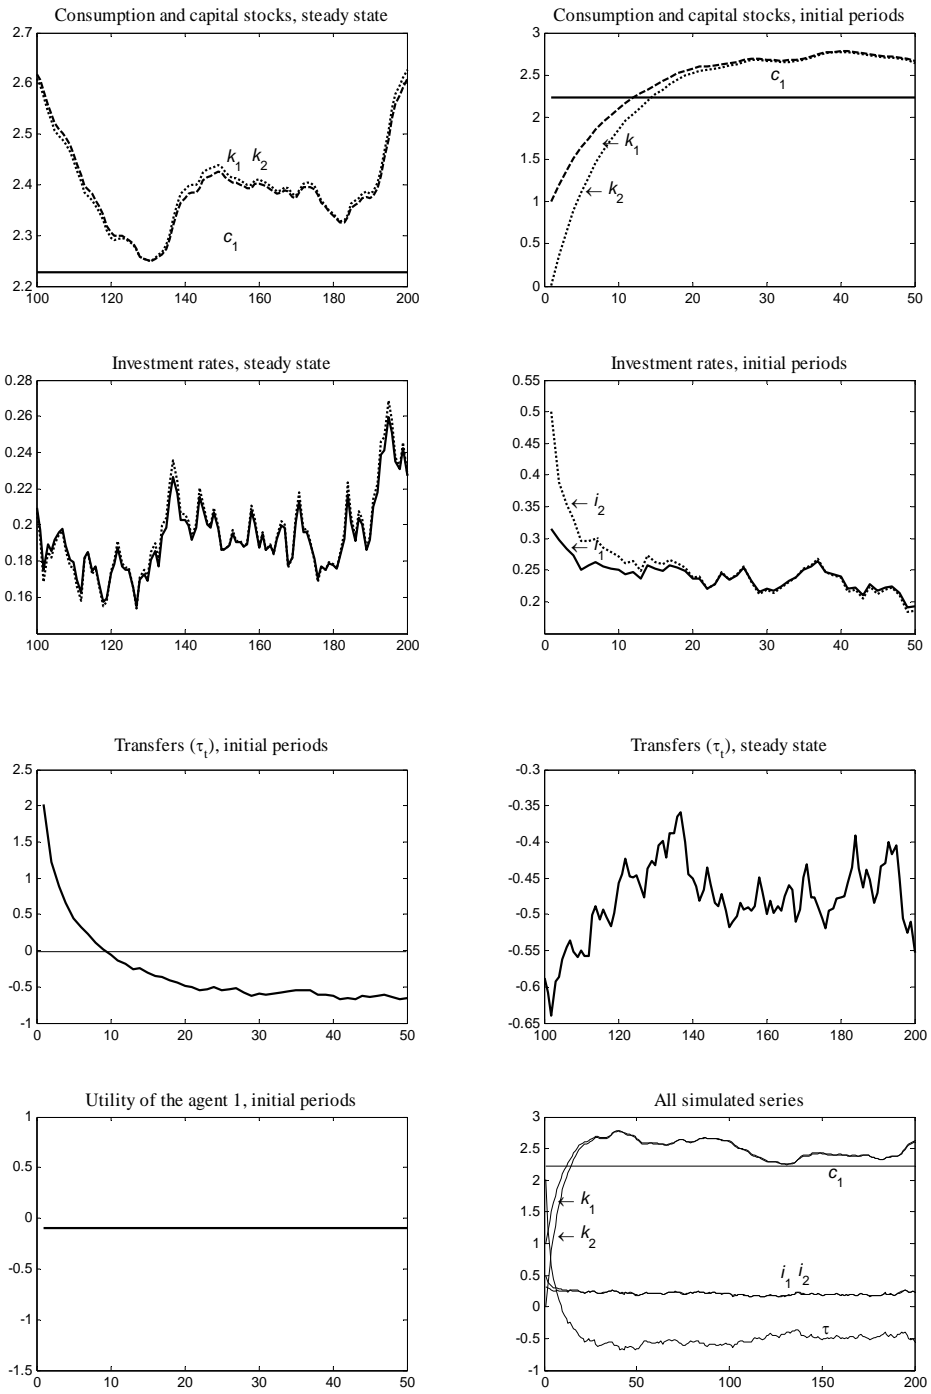 Consumption and capital stocks, steady state
2.7
2.6
2.5
2.4
2.3
2.2
k1 k2
c1
100 120 140 160 180 200
Consumption and capital stocks, initial periods
3
2.5
2
1.5
1
0.5
0
c1
← k1
← k2
0 10 20 30 40 50
Investment rates, steady state
0.28
0.26
0.24
0.22
0.2
0.18
0.16
100 120 140 160 180 200
Investment rates, initial periods
0.55
0.5
0.45
0.4
0.35
0.3
0.25
0.2
← i2
← i1
0 10 20 30 40 50
Transfers (τt), initial periods
2.5
2
1.5
1
0.5
0
-0.5
-1
0 10 20 30 40 50
Transfers (τt), steady state
-0.3
-0.35
-0.4
-0.45
-0.5
-0.55
-0.6
-0.65
100 120 140 160 180 200
Utility of the agent 1, initial periods
1
0.5
0
-0.5
-1
-1.5
0 10 20 30 40 50
All simulated series
3
2.5
2
1.5
1
0.5
0
-0.5
-1
c1
← k1
← k2
i1 i2
τ
0 50 100 150 200